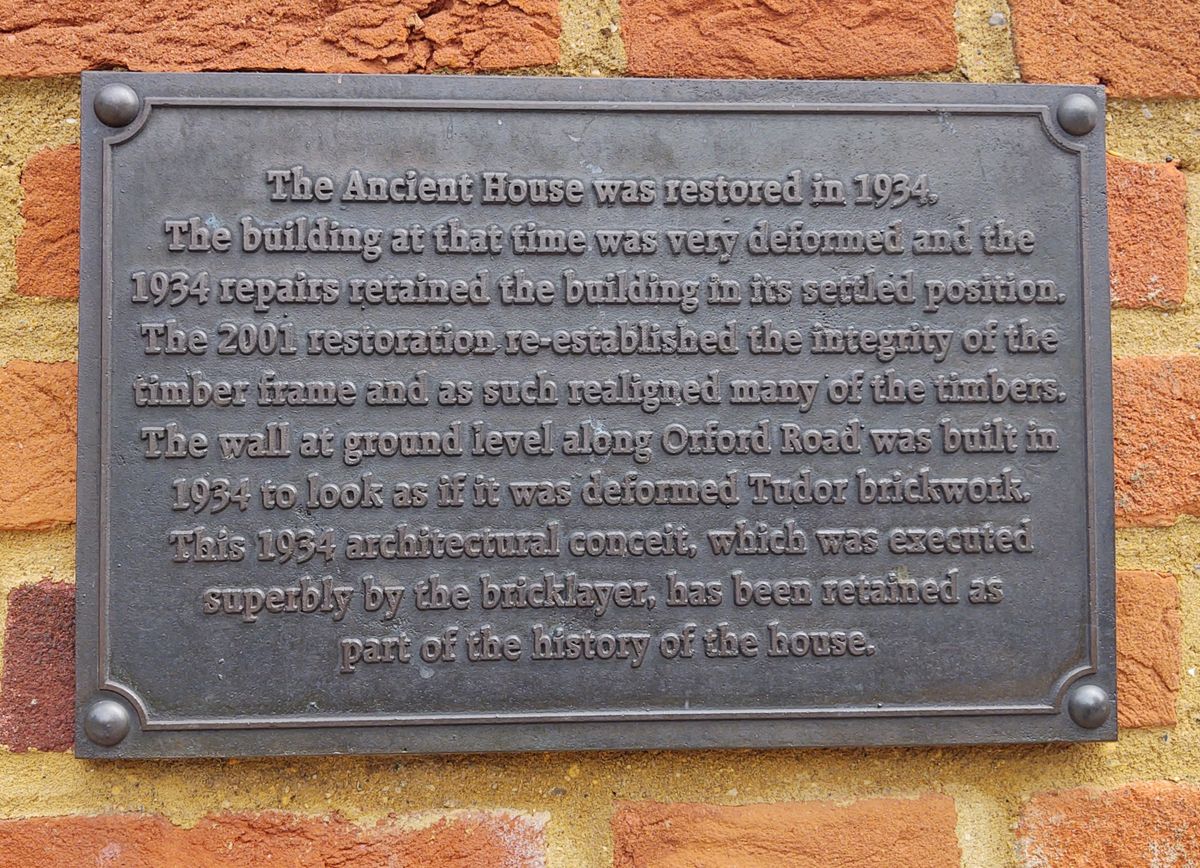 The Ancient House was restored in 1934.
The building at that time was very deformed and the
1934 repairs retained the building in its settled position.
The 2001 restoration re-established the integrity of the
timber frame and as such realigned many of the timbers.
The wall at ground level along Orford Road was built in
1934 to look as if it was deformed Tudor brickwork.
This 1934 architectural conceit, which was executed
superbly by the bricklayer, has been retained as
part of the history of the house.